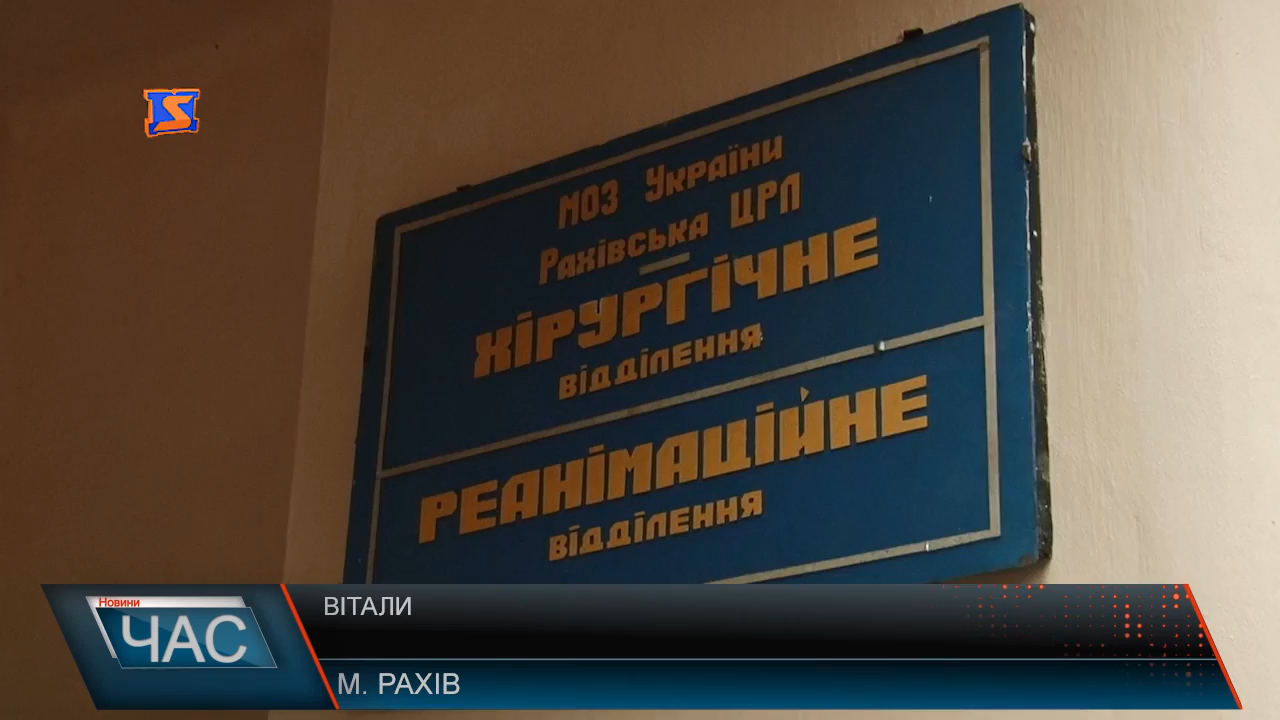 МОЗ України
Рахівська ЦРЛ
ХІРУРГІЧНЕ
відділення
РЕАНІМАЦІЙНЕ
відділення
Новини
ЧАС
ВІТАЛИ
М. РАХІВ